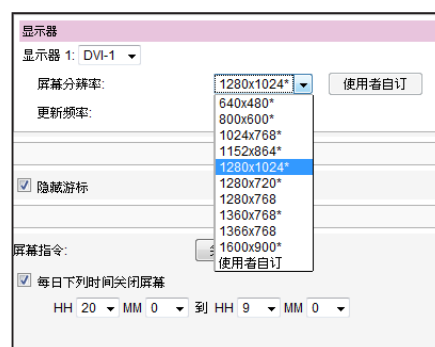 显示器
显示器 1: DVI-1
屏幕分辨率: 1280x1024* 使用者自订
640x480*
800x600*
更新频率:
1024x768*
1152x864*
1280x1024*
1280x720*
隐藏游标
1280x768
1360x768*
1366x768
屏幕指令:
1600x900*
使用者自订
每日下列时间关闭屏幕
HH 20 MM 0 到 HH 9 MM 0